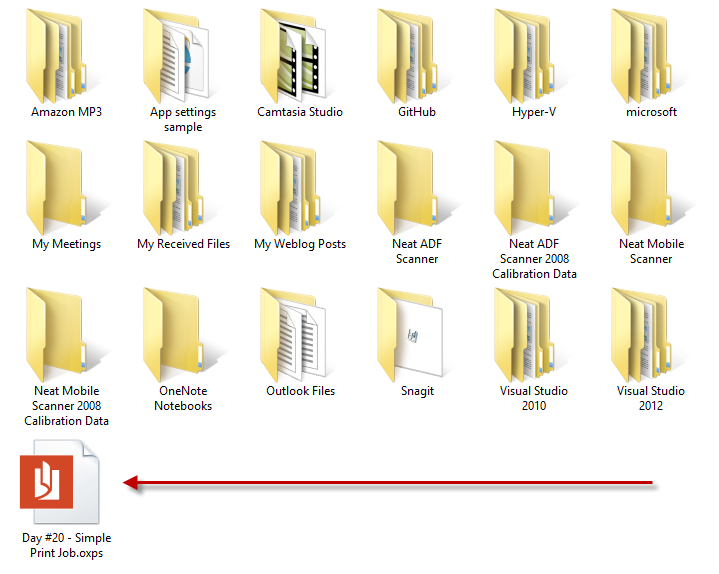 Amazon MP3
App settings
sample
Camtasia Studio
GitHub
Hyper-V
microsoft
My Meetings
My Received Files
My Weblog Posts
Neat ADF
Scanner
Neat ADF
Scanner 2008
Calibration Data
Neat Mobile
Scanner
Neat Mobile
Scanner 2008
Calibration Data
OneNote
Notebooks
Outlook Files
Snagit
Visual Studio
2010
Visual Studio
2012
Day #20 - Simple
Print Job.oxps